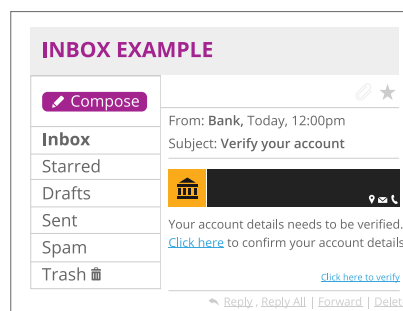 INBOX EXAMPLE
Compose
Inbox
Starred
Drafts
Sent
Spam
Trash
From: Bank, Today, 12:00pm
Subject: Verify your account
Your account details needs to be verified.
Click here to confirm your account details
Click here to verify
Reply, Reply All | Forward | Delet